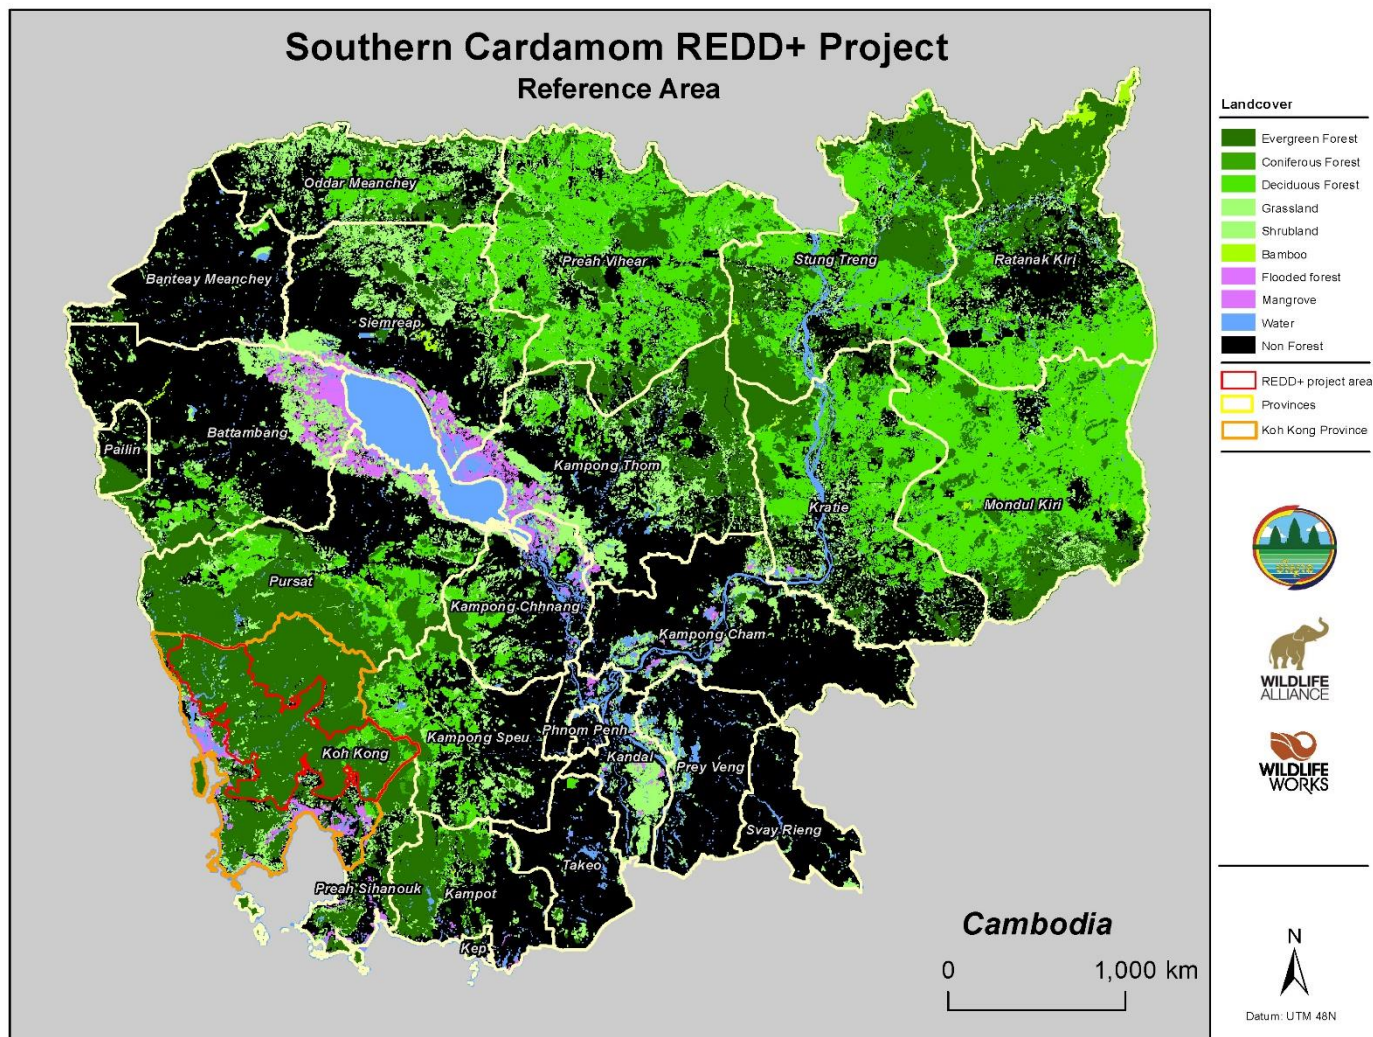 Southern Cardamom REDD+ Project
Reference Area
Oddar Meanchey
Banteay Meanchey
Preah Vihear
Stung Treng
Ratanak Kiri
Siemreap
Battambang
Pailin
Kampong Thom
Kratie
Mondul Kiri
Pursat
Kampong Chhnang
Kampong Cham
Koh Kong
Kampong Speu
Phnom Penh
Kandal
Prey Veng
Svay Rieng
Takeo
Preah Sihanouk
Kampot
Kep
Cambodia
0 1,000 km
Landcover
Evergreen Forest
Coniferous Forest
Deciduous Forest
Grassland
Shrubland
Bamboo
Flooded forest
Mangrove
Water
Non Forest
REDD+ project area
Provinces
Koh Kong Province
WILDLIFE
ALLIANCE
WILDLIFE
WORKS
N
Datum: UTM 48N